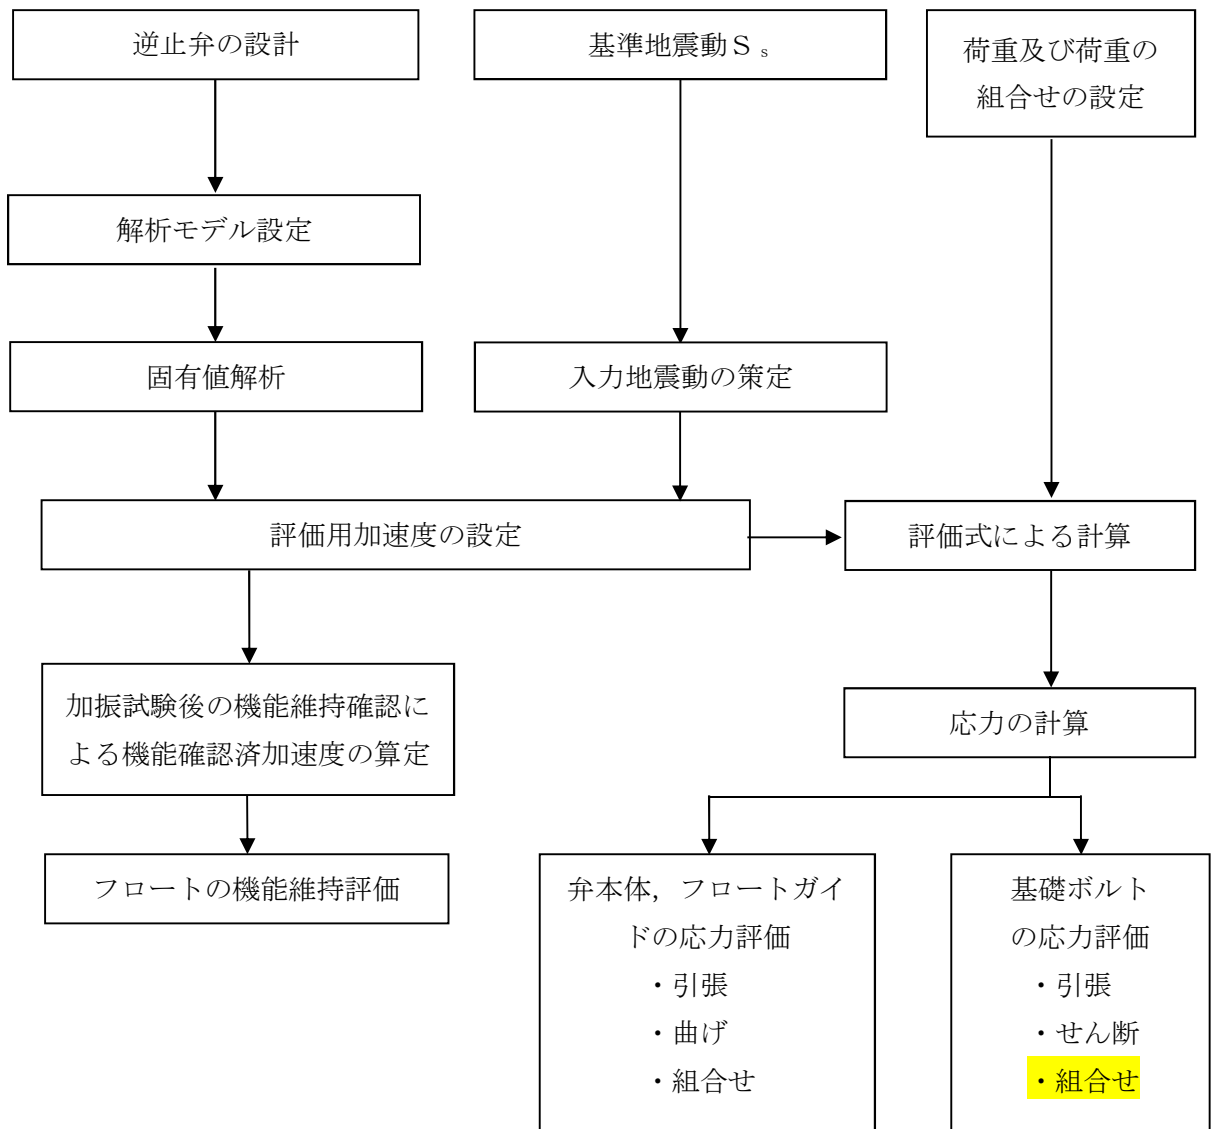 逆止弁の設計
基準地震動Ｓｓ
荷重及び荷重の
組合せの設定
解析モデル設定
固有値解析
入力地震動の策定
評価用加速度の設定
評価式による計算
加振試験後の機能維持確認に
よる機能確認済加速度の算定
応力の計算
フロートの機能維持評価
弁本体，フロートガイ
ドの応力評価
・引張
・曲げ
・組合せ
基礎ボルト
の応力評価
・引張
・せん断
・組合せ